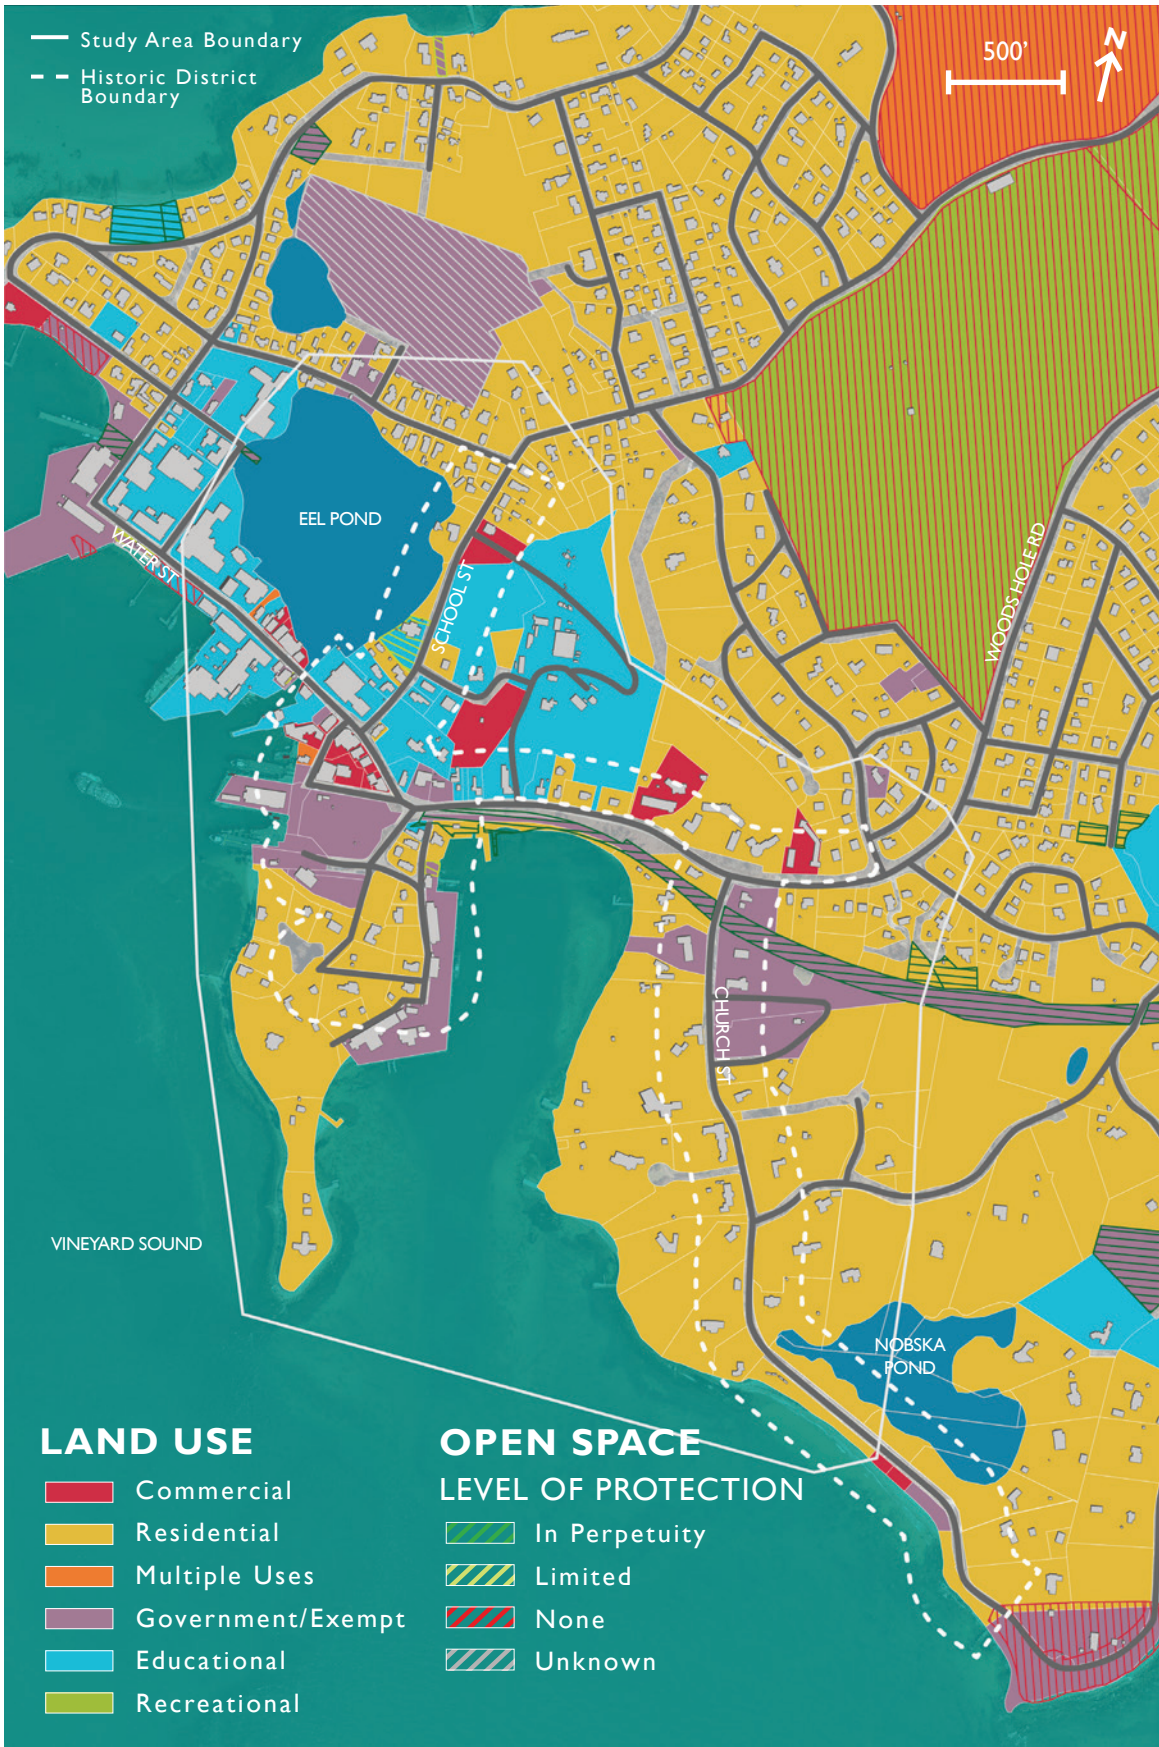 Study Area Boundary
Historic District
Boundary
500'
N
EEL POND
WATER ST
SCHOOL ST
WOODS HOLE RD
CHURCH ST
VINEYARD SOUND
NOBSKA
POND
LAND USE
Commercial
Residential
Multiple Uses
Government/Exempt
Educational
Recreational
OPEN SPACE
LEVEL OF PROTECTION
In Perpetuity
Limited
None
Unknown